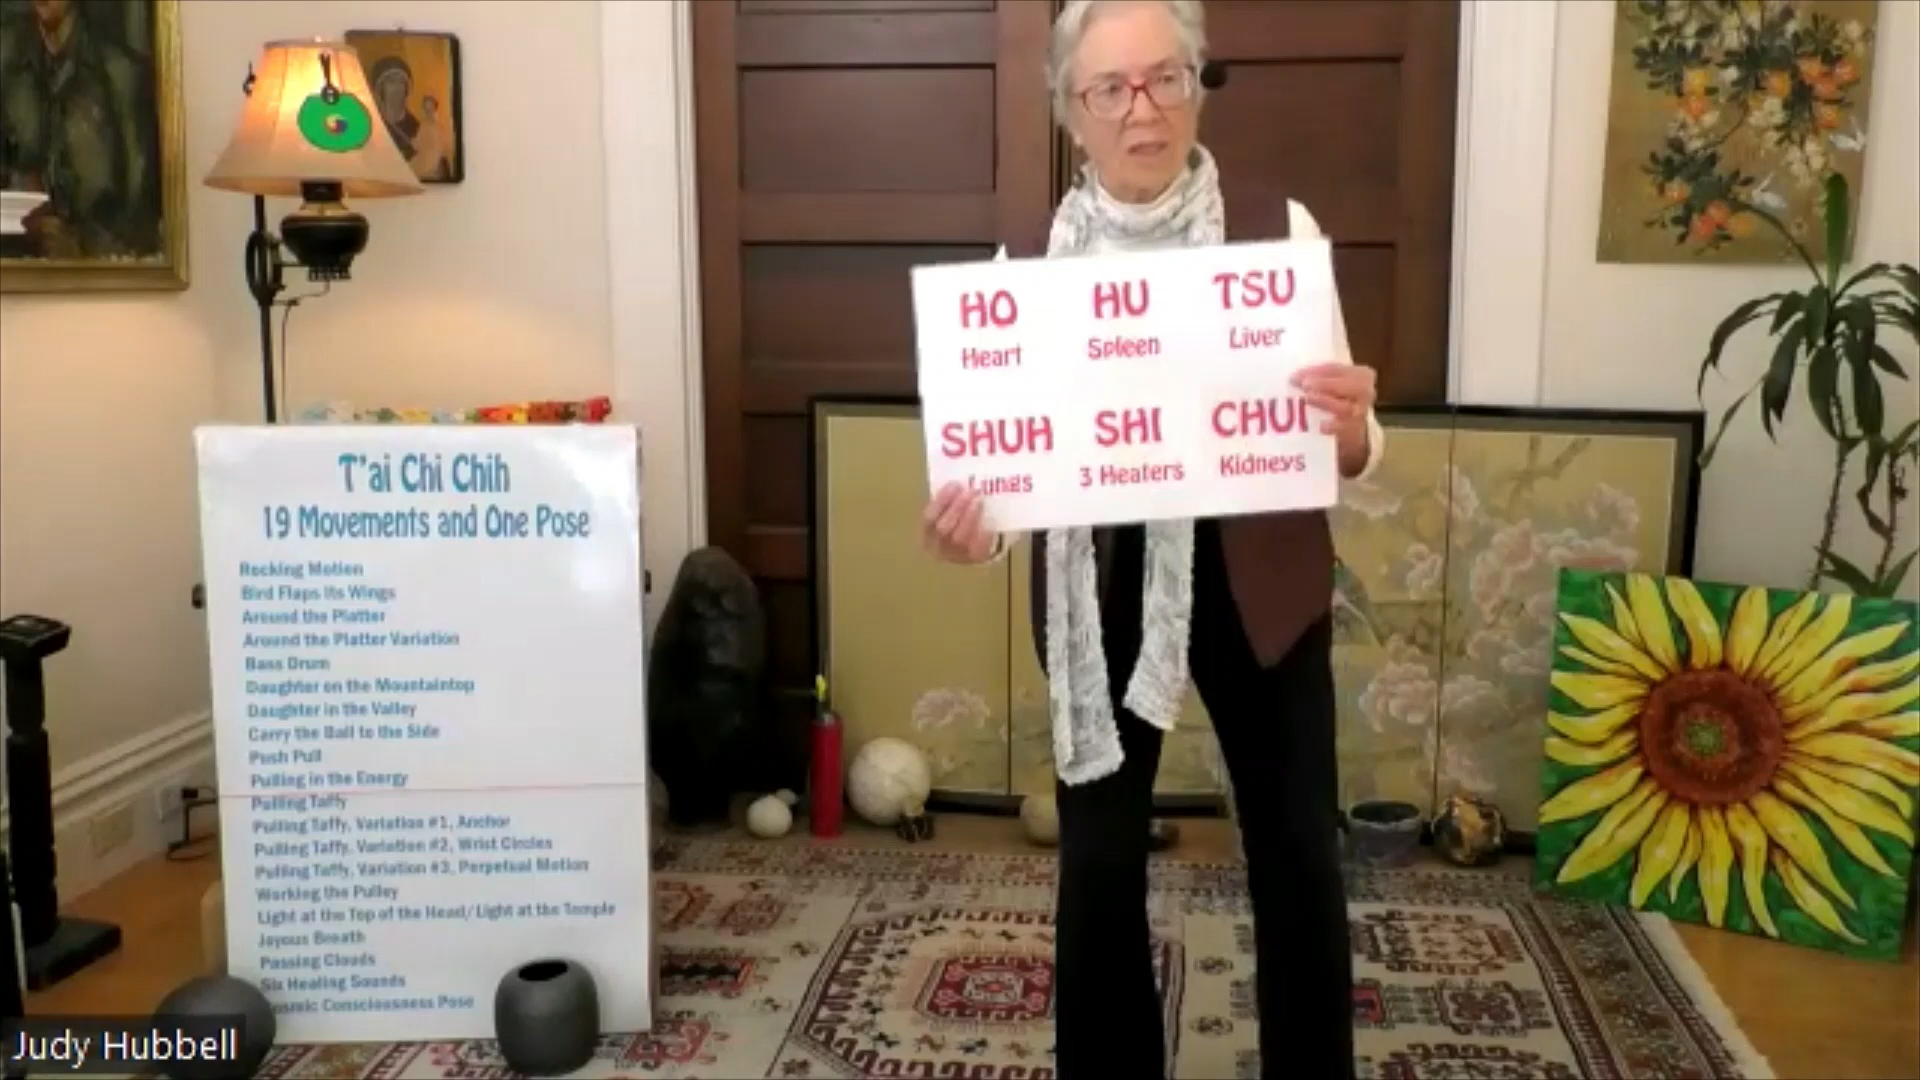 T'ai Chi Chih
19 Movements and One Pose
Rocking Motion
Bird Flaps Its Wings
Around the Platter
Around the Platter Variation
Bass Drum
Daughter on the Mountaintop
Daughter in the Valley
Carry the Ball to the Side
Push Pull
Pulling in the Energy
Pulling Taffy
Pulling Taffy, Variation #1, Anchor
Pulling Taffy, Variation #2, Wrist Circles
Pulling Taffy, Variation #3, Perpetual Motion
Working the Pulley
Light at the Top of the Head/Light at the Temple
Joyous Breath
Passing Clouds
Six Healing Sounds
Cosmic Consciousness Pose
HO HU TSU
Heart Spleen Liver
SHUH SHI CHUI
Lungs 3 Heaters Kidneys
Judy Hubbell